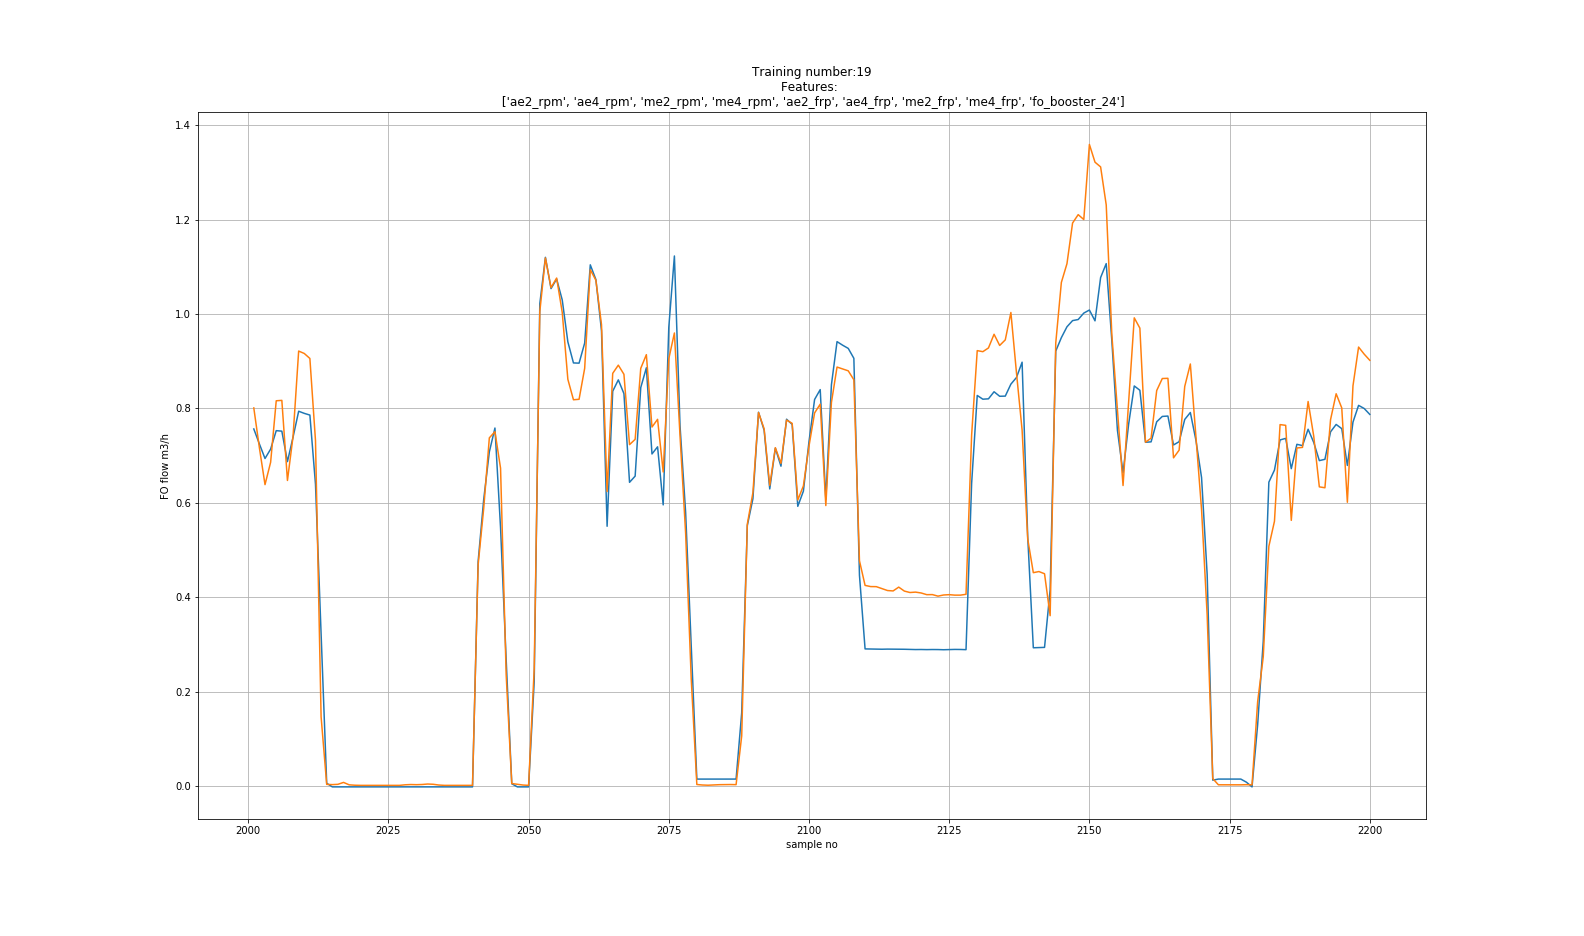 Training number:19
Features:
['ae2_rpm', 'ae4_rpm', 'me2_rpm', 'me4_rpm', 'ae2_frp', 'ae4_frp', 'me2_frp', 'me4_frp', 'fo_booster_24']
1.4
1.2
1.0
0.8
0.6
0.4
0.2
0.0
FO flow m3/h
2000 2025 2050 2075 2100 2125 2150 2175 2200
sample no